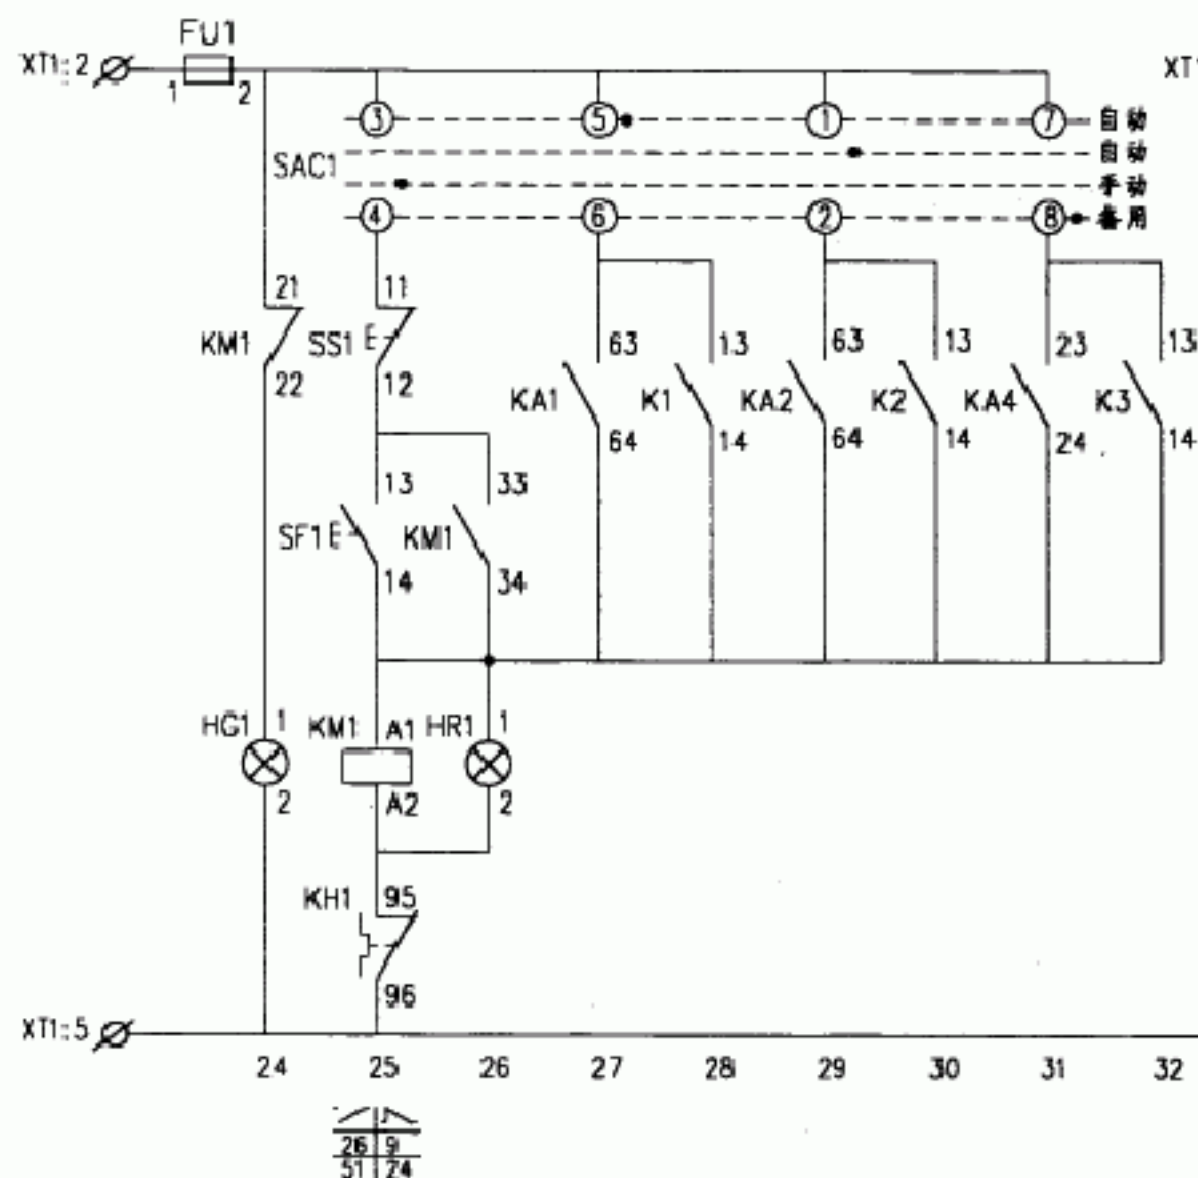 FU1
XT1:2
1 2
XT1
3 5 1 7 自动
自动
SAC1
手动
4 6 2 8 备用
21 11
KM1 SS1 E
22 12
63 13 63 13 23 13
KA1 K1 KA2 K2 KA4 K3
64 14 64 14 24 14
13 33
SF1 E KM1
14 34
HG1 1 KM1 A1 HR1 1
2 A2 2
KH1 95
96
XT1:5
24 25 26 27 28 29 30 31 32
26 9
51 24